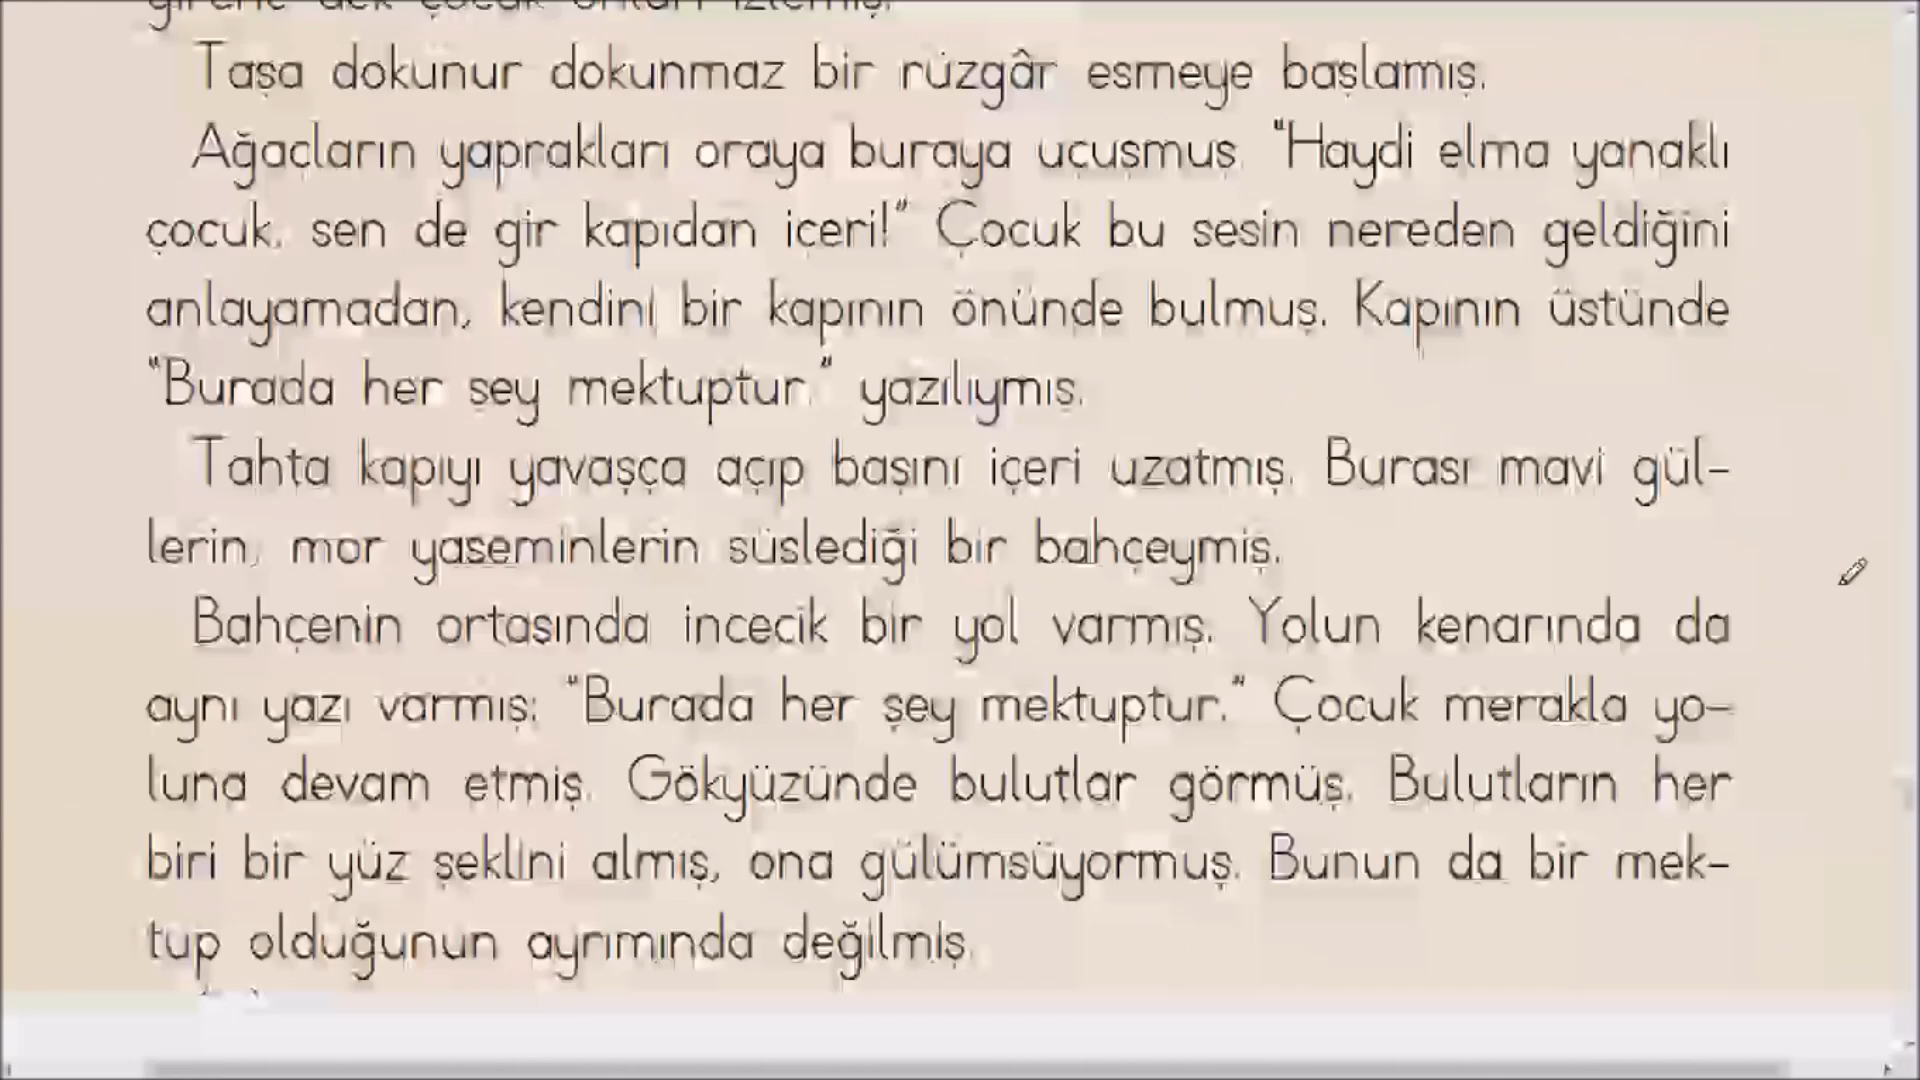 girene dek çocuk onları izlemiş.
Taşa dokunur dokunmaz bir rüzgâr esmeye başlamış.
Ağaçların yaprakları oraya buraya uçuşmuş. "Haydi elma yanaklı
çocuk, sen de gir kapıdan içeri!" Çocuk bu sesin nereden geldiğini
anlayamadan, kendini bir kapının önünde bulmuş. Kapının üstünde
"Burada her şey mektuptur." yazılıymış.
Tahta kapıyı yavaşça açıp başını içeri uzatmış. Burası mavi gül-
lerin, mor yaseminlerin süslediği bir bahçeymiş.
Bahçenin ortasında incecik bir yol varmış. Yolun kenarında da
aynı yazı varmış: "Burada her şey mektuptur." Çocuk merakla yo-
luna devam etmiş. Gökyüzünde bulutlar görmüş. Bulutların her
biri bir yüz şeklini almış, ona gülümsüyormuş. Bunun da bir mek-
tup olduğunun ayrımında değilmiş.